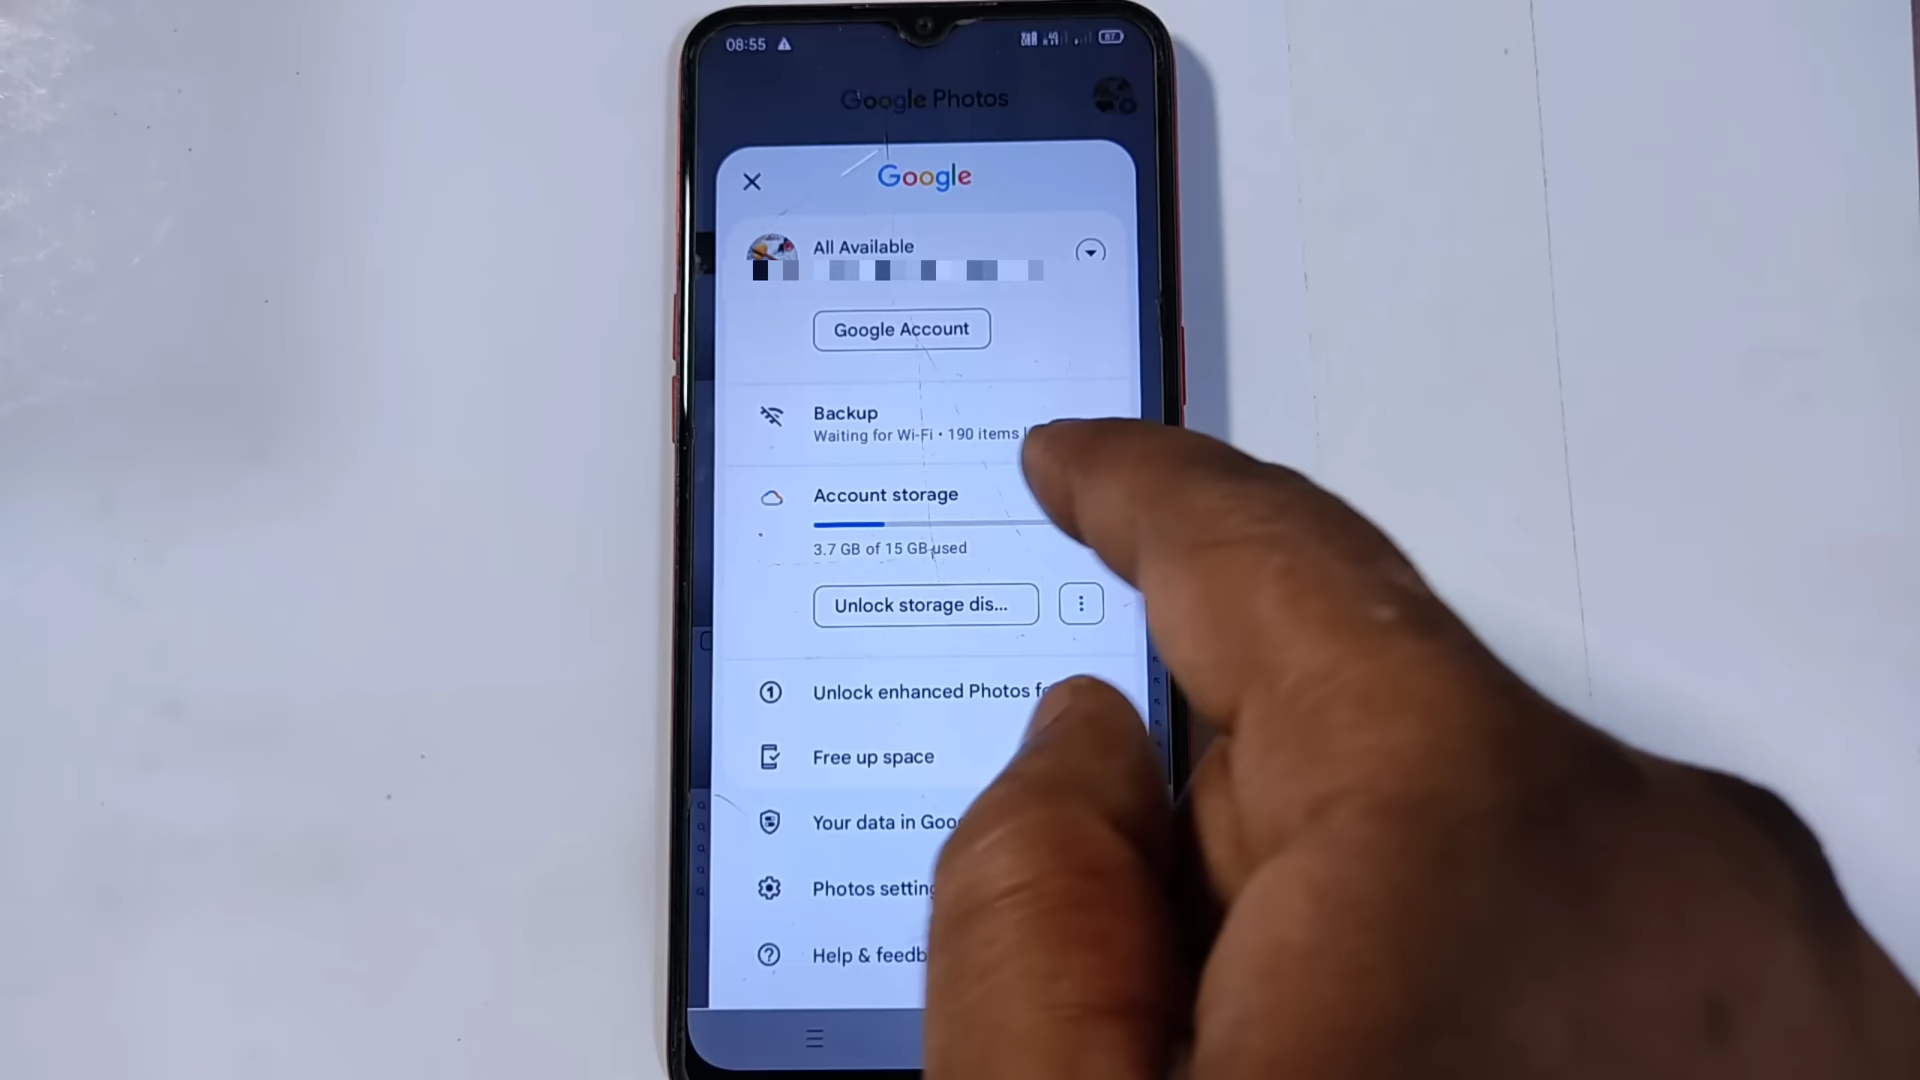 08:55
87
Google Photos
Google
All Available
Google Account
Backup
Waiting for Wi-Fi • 190 items
Account storage
3.7 GB of 15 GB used
Unlock storage dis...
Unlock enhanced Photos
Free up space
Your data in
Photos
Help &